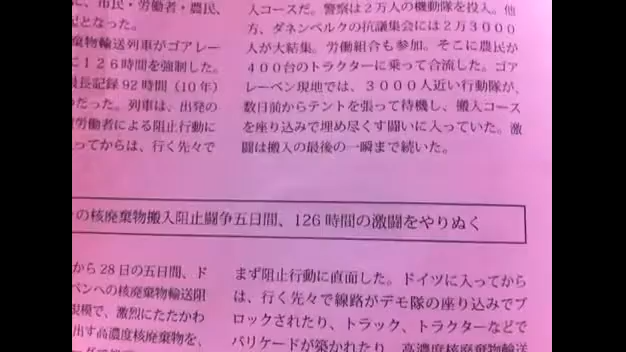 に、市民・労働者・農民、
となった。
棄物輸送列車がゴアレー
に１２６時間を強制した。
最長記録 92 時間（10 年）
だった。列車は、出発の
労働者による阻止行動に
ってからは、行く先々で
人コースだ。警察は２万人の機動隊を投入。他
方、ダネンベルクの抗議集会には２万３０００
人が大結集。労働組合も参加。そこに農民が
４００台のトラクターに乗って合流した。ゴア
レーベン現地では、３０００人近い行動隊が、
数日前からテントを張って待機し、搬入コース
を座り込みで埋め尽くす闘いに入っていた。激
闘は搬入の最後の一瞬まで続いた。
の核廃棄物搬入阻止闘争五日間、126 時間の激闘をやりぬく
から 28 日の五日間、ド
ベンへの核廃棄物輸送阻
規模で、激烈にたたかわ
出す高濃度核廃棄物を、
まず阻止行動に直面した。ドイツに入ってから
は、行く先々で線路がデモ隊の座り込みでブ
ロックされたり、トラック、トラクターなどで
バリケードが築かれたり、高濃度核廃棄物輸送